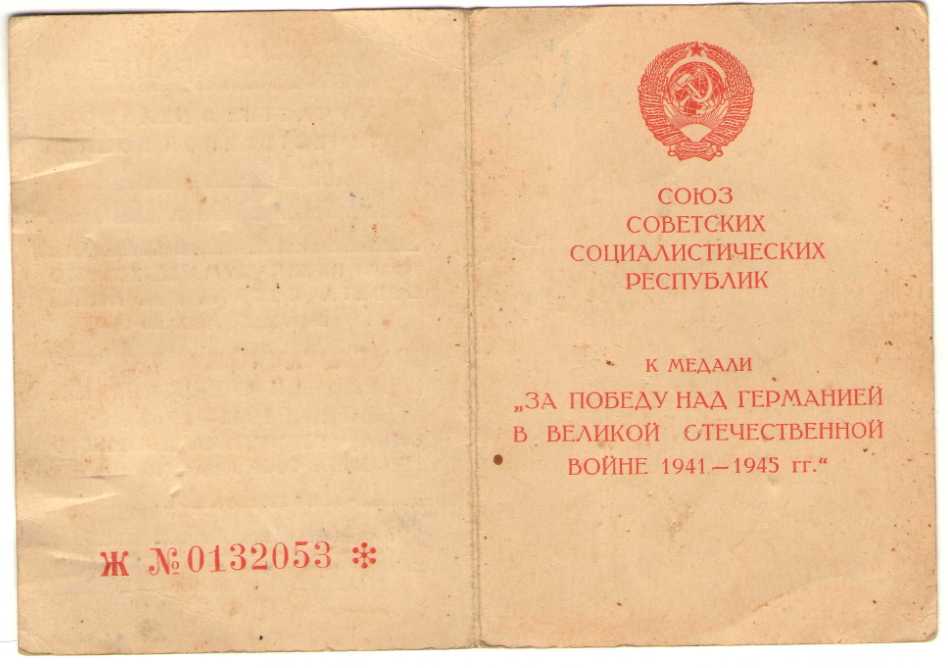 Ж №0132053 *
СОЮЗ
СОВЕТСКИХ
СОЦИАЛИСТИЧЕСКИХ
РЕСПУБЛИК
К МЕДАЛИ
„ЗА ПОБЕДУ НАД ГЕРМАНИЕЙ
В ВЕЛИКОЙ ОТЕЧЕСТВЕННОЙ
ВОЙНЕ 1941—1945 гг.“